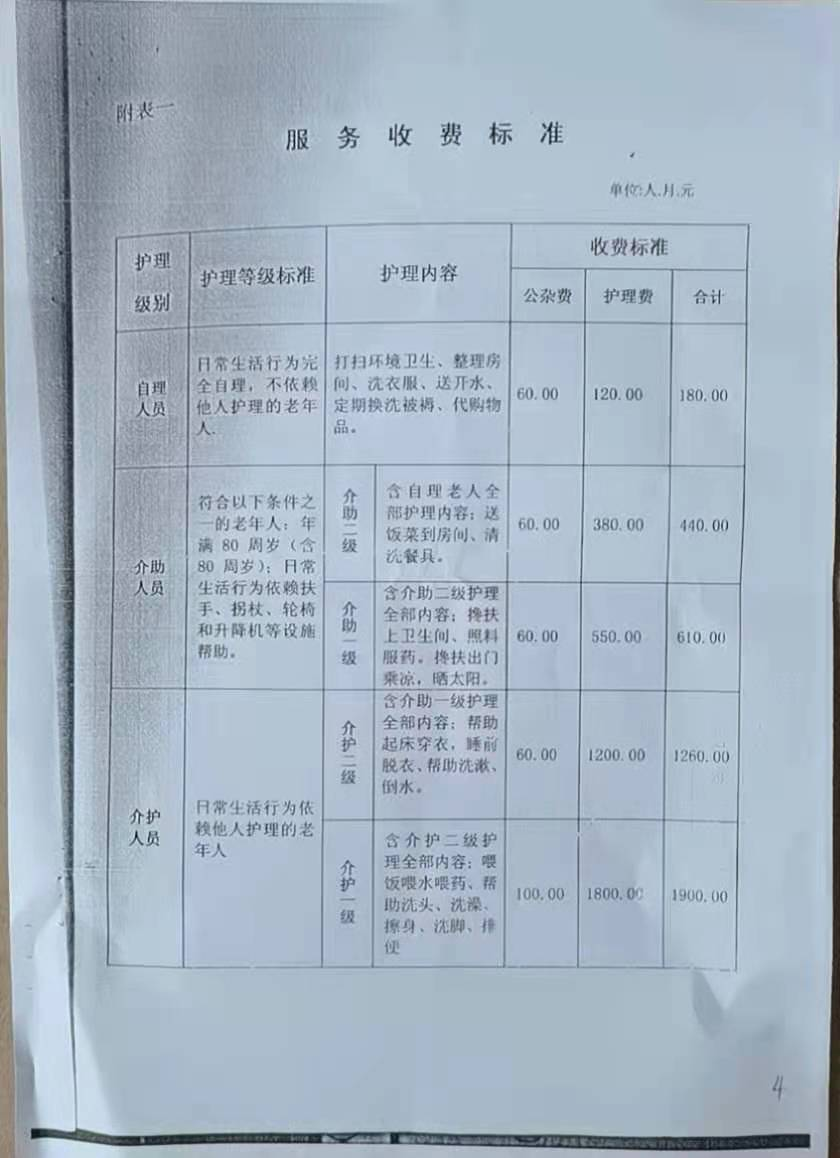 附表一
服务收费标准
单位:人.月.元
护理
级别
护理等级标准
护理内容
收费标准
公杂费
护理费
合计
自理
人员
日常生活行为完
全自理，不依赖
他人护理的老年
人.
打扫环境卫生、整理房
间、洗衣服、送开水、
定期换洗被褥、代购物
品。
60.00
120.00
180.00
介助
人员
符合以下条件之
一的老年人：年
满 80 周岁（含
80 周岁）；日常
生活行为依赖扶
手、拐杖、轮椅
和升降机等设施
帮助。
介助二级
含自理老人全
部护理内容；送
饭菜到房间、清
洗餐具。
60.00
380.00
440.00
介助一级
含介助二级护理
全部内容；搀扶
上卫生间、照料
服药。搀扶出门
乘凉，晒太阳。
60.00
550.00
610.00
介护
人员
日常生活行为依
赖他人护理的老
年人
介护二级
含介助一级护理
全部内容；帮助
起床穿衣，睡前
脱衣、帮助洗漱、
倒水。
60.00
1200.00
1260.00
介护一级
含介护二级护
理全部内容；喂
饭喂水喂药、帮
助洗头、洗澡、
擦身、洗脚、排
便
100.00
1800.00
1900.00
4